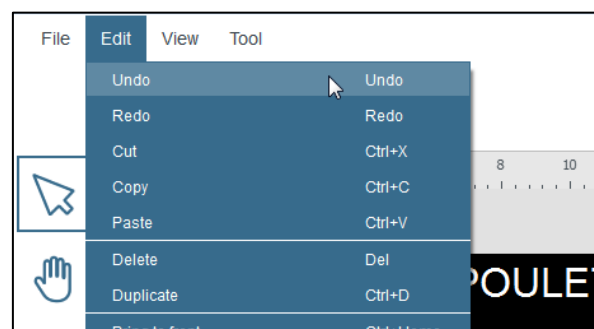 File Edit View Tool
Undo Undo
Redo Redo
Cut Ctrl+X
8 10
Copy Ctrl+C
Paste Ctrl+V
Delete Del
POULET
Duplicate Ctrl+D